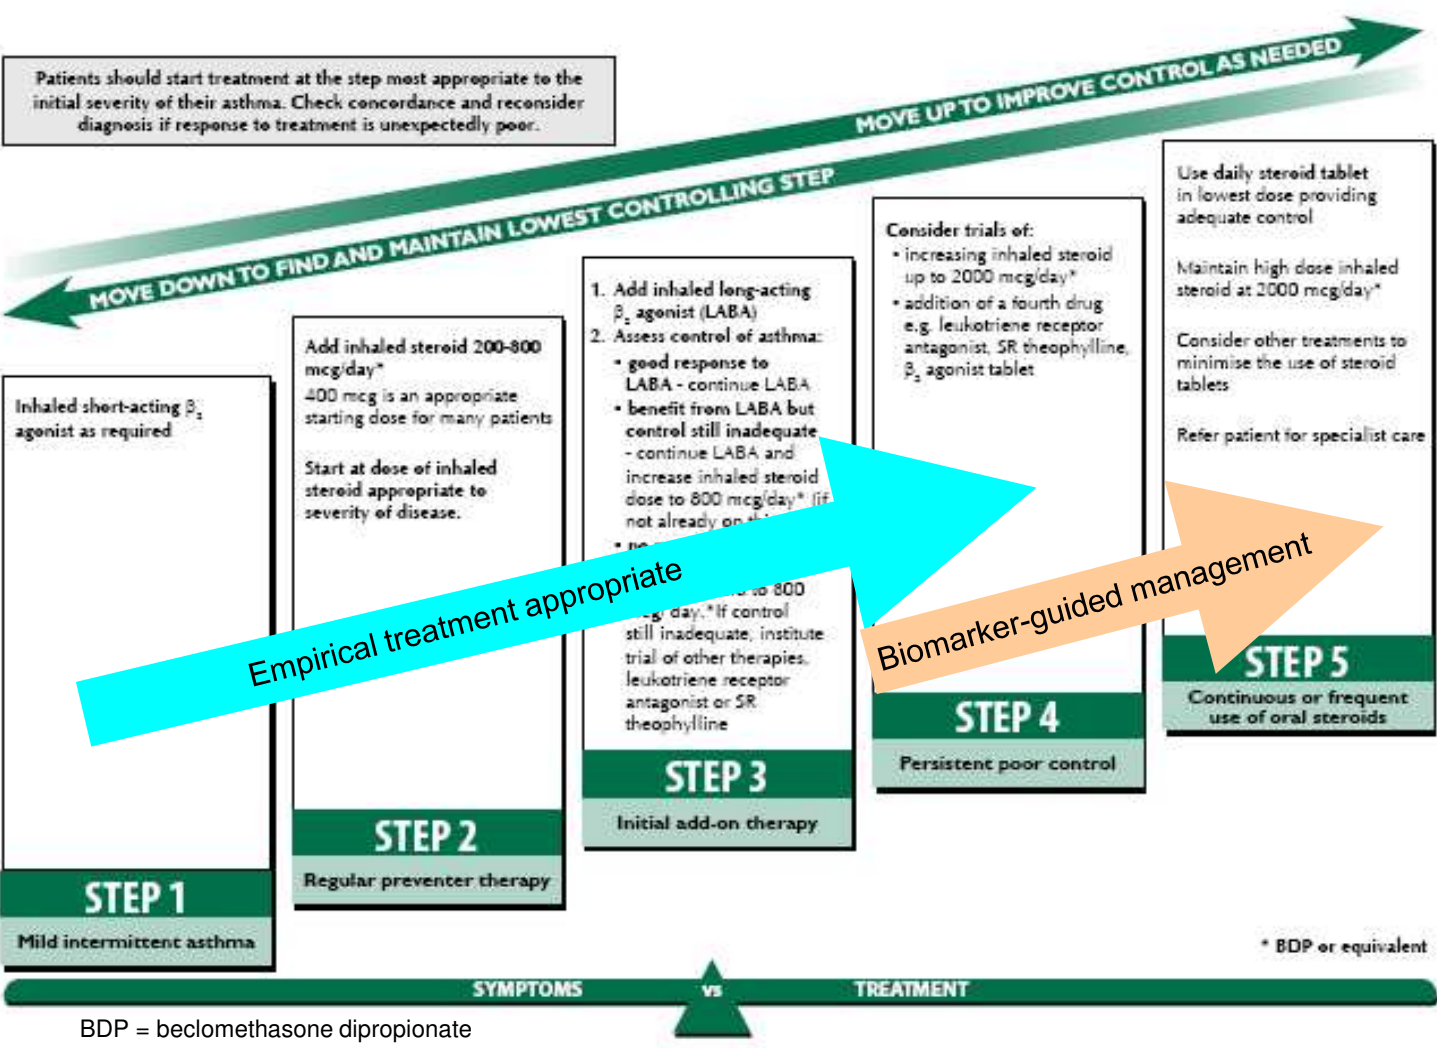 Patients should start treatment at the step most appropriate to the
initial severity of their asthma. Check concordance and reconsider
diagnosis if response to treatment is unexpectedly poor.
MOVE UP TO IMPROVE CONTROL AS NEEDED
MOVE DOWN TO FIND AND MAINTAIN LOWEST CONTROLLING STEP
Inhaled short-acting β₂
agonist as required
STEP 1
Mild intermittent asthma
Add inhaled steroid 200-800
mcg/day*
400 mcg is an appropriate
starting dose for many patients
Start at dose of inhaled
steroid appropriate to
severity of disease.
STEP 2
Regular preventer therapy
1. Add inhaled long-acting
β₂ agonist (LABA)
2. Assess control of asthma:
• good response to
LABA - continue LABA
• benefit from LABA but
control still inadequate
- continue LABA and
increase inhaled steroid
dose to 800 mcg/day* (if
not already on
•
to 800
mcg/ day.*If control
still inadequate, institute
trial of other therapies,
leukotriene receptor
antagonist or SR
theophylline
STEP 3
Initial add-on therapy
Consider trials of:
• increasing inhaled steroid
up to 2000 mcg/day*
• addition of a fourth drug
e.g. leukotriene receptor
antagonist, SR theophylline,
β₂ agonist tablet
STEP 4
Persistent poor control
Use daily steroid tablet
in lowest dose providing
adequate control
Maintain high dose inhaled
steroid at 2000 mcg/day*
Consider other treatments to
minimise the use of steroid
tablets
Refer patient for specialist care
STEP 5
Continuous or frequent
use of oral steroids
Empirical treatment appropriate
Biomarker-guided management
* BDP or equivalent
SYMPTOMS vs TREATMENT
BDP = beclomethasone dipropionate